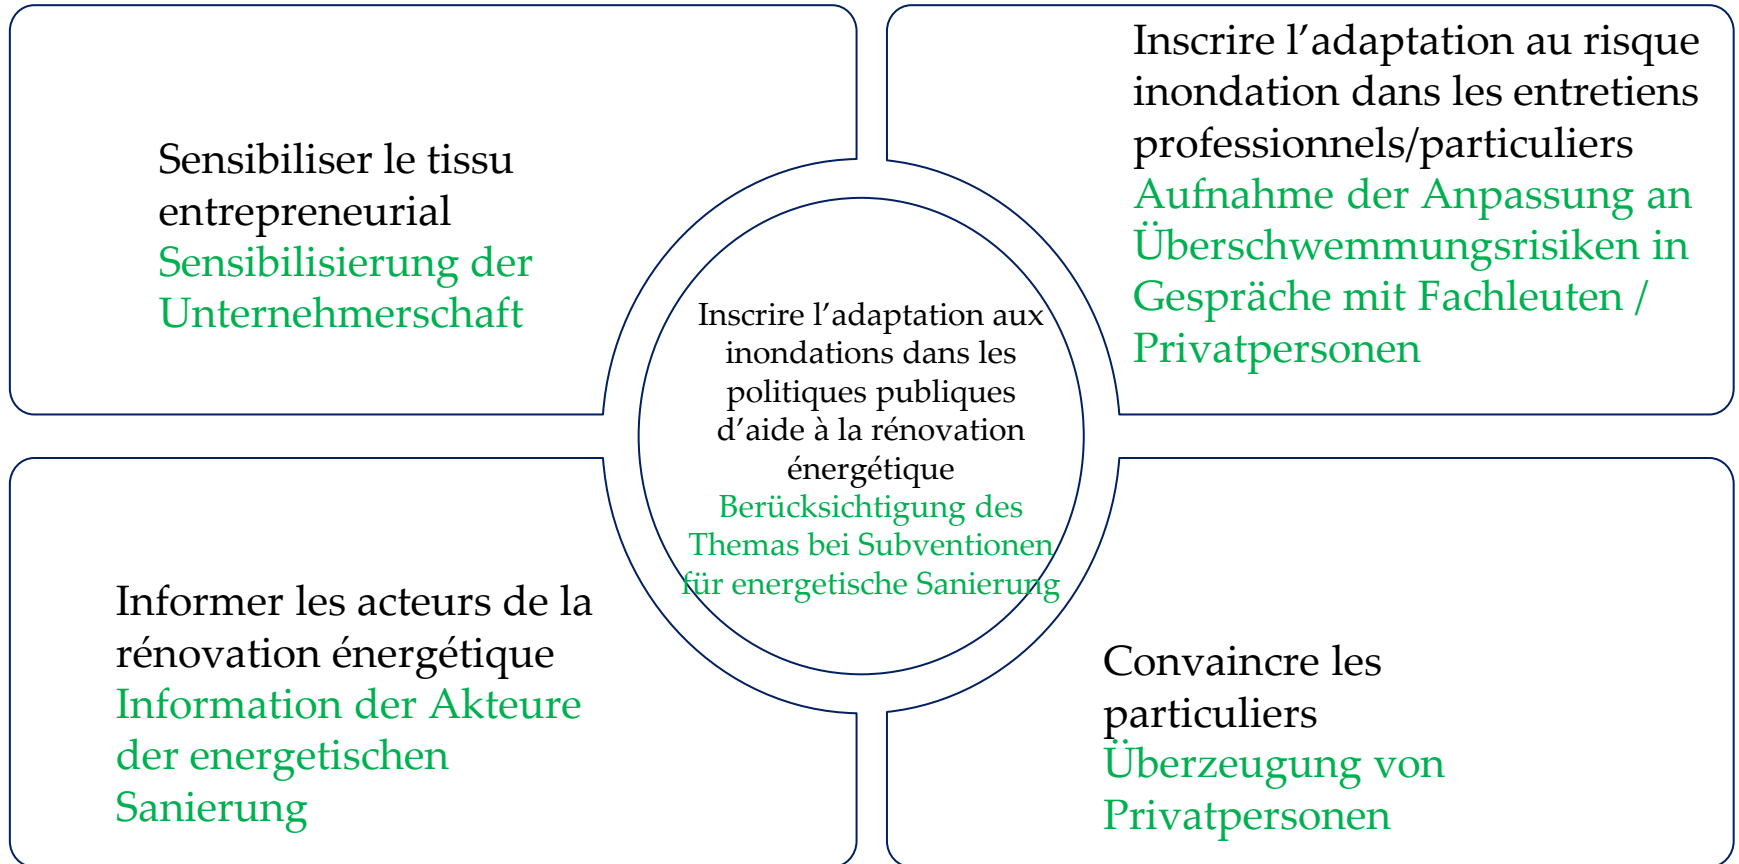 Sensibiliser le tissu
entrepreneurial
Sensibilisierung der
Unternehmerschaft
Inscrire l’adaptation au risque
inondation dans les entretiens
professionnels/particuliers
Aufnahme der Anpassung an
Überschwemmungsrisiken in
Gespräche mit Fachleuten /
Privatpersonen
Inscrire l’adaptation aux
inondations dans les
politiques publiques
d’aide à la rénovation
énergétique
Berücksichtigung des
Themas bei Subventionen
für energetische Sanierung
Informer les acteurs de la
rénovation énergétique
Information der Akteure
der energetischen
Sanierung
Convaincre les
particuliers
Überzeugung von
Privatpersonen